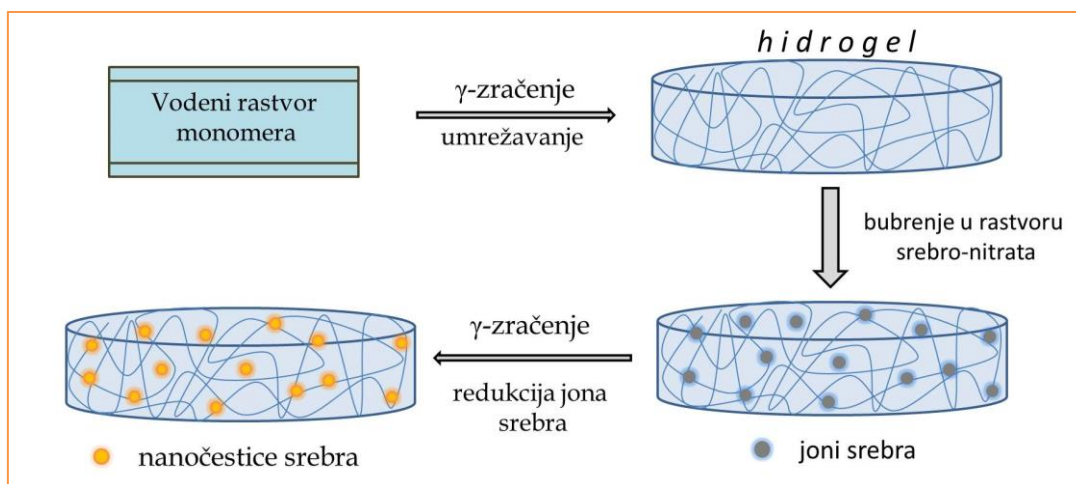 Vodeni rastvor
monomera
γ-zračenje
umrežavanje
hidrogel
bubrenje u rastvoru
srebro-nitrata
joni srebra
γ-zračenje
redukcija jona
srebra
nanočestice srebra